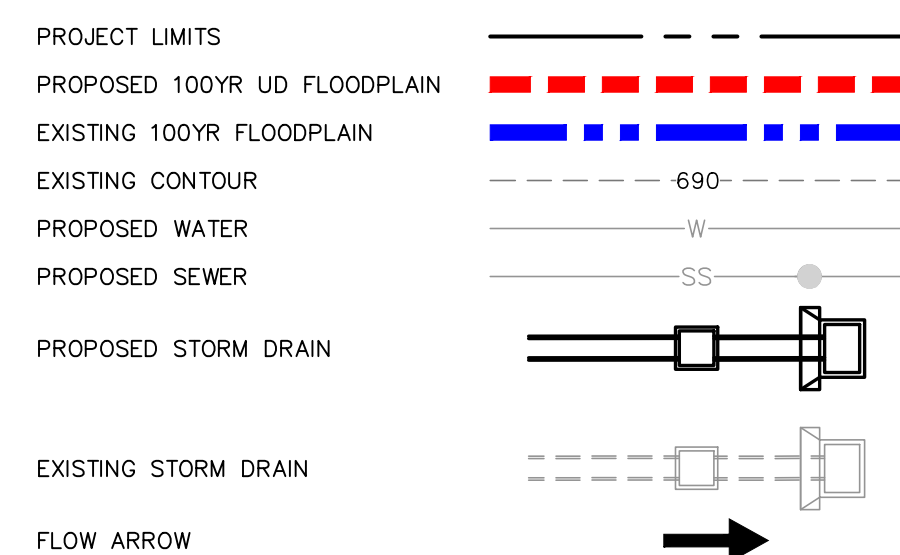 PROJECT LIMITS
PROPOSED 100YR UD FLOODPLAIN
EXISTING 100YR FLOODPLAIN
EXISTING CONTOUR 690
PROPOSED WATER W
PROPOSED SEWER SS
PROPOSED STORM DRAIN
EXISTING STORM DRAIN
FLOW ARROW